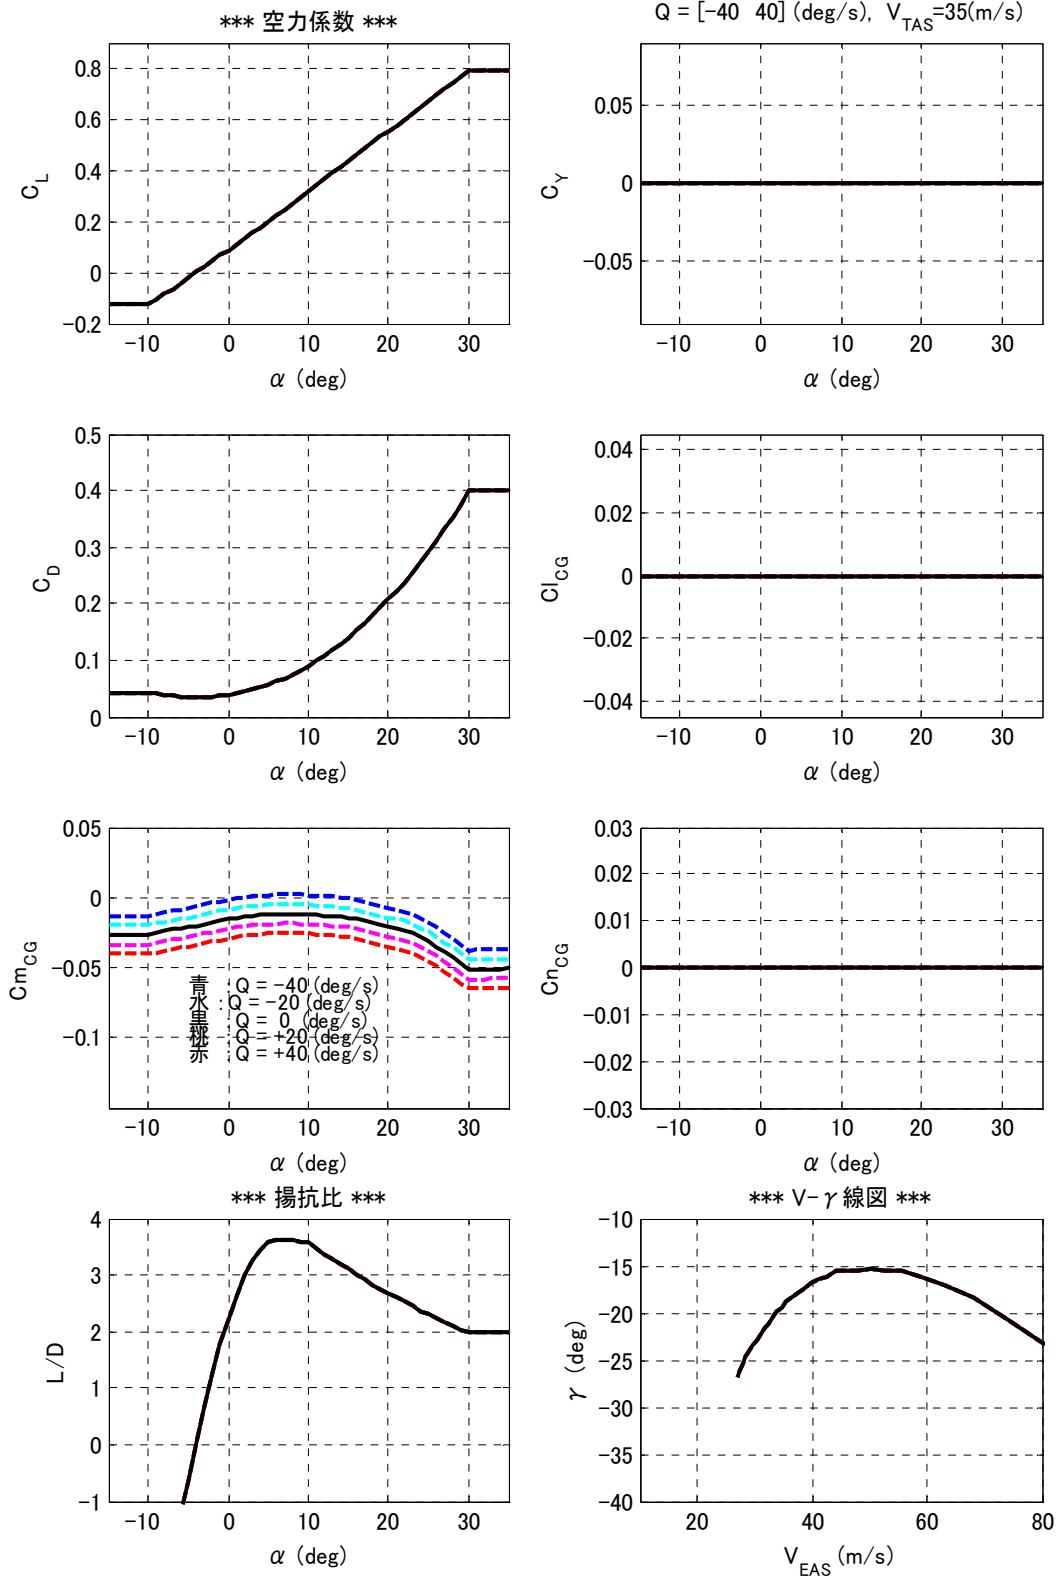 *** 空力係数 ***
Q = [-40 40] (deg/s), V_TAS=35(m/s)
0.8
0.6
0.4
0.2
0
-0.2
C_L
-10 0 10 20 30
α (deg)
0.05
0
-0.05
C_Y
-10 0 10 20 30
α (deg)
0.5
0.4
0.3
0.2
0.1
0
C_D
-10 0 10 20 30
α (deg)
0.04
0.02
0
-0.02
-0.04
Cl_CG
-10 0 10 20 30
α (deg)
0.05
0
-0.05
-0.1
Cm_CG
青 : Q = -40 (deg/s)
水 : Q = -20 (deg/s)
黒 : Q = 0 (deg/s)
桃 : Q = +20 (deg/s)
赤 : Q = +40 (deg/s)
-10 0 10 20 30
α (deg)
0.03
0.02
0.01
0
-0.01
-0.02
-0.03
Cn_CG
-10 0 10 20 30
α (deg)
*** 揚抗比 ***
4
3
2
1
0
-1
L/D
-10 0 10 20 30
α (deg)
*** V-γ 線図 ***
-10
-15
-20
-25
-30
-35
-40
γ (deg)
20 40 60 80
V_EAS (m/s)